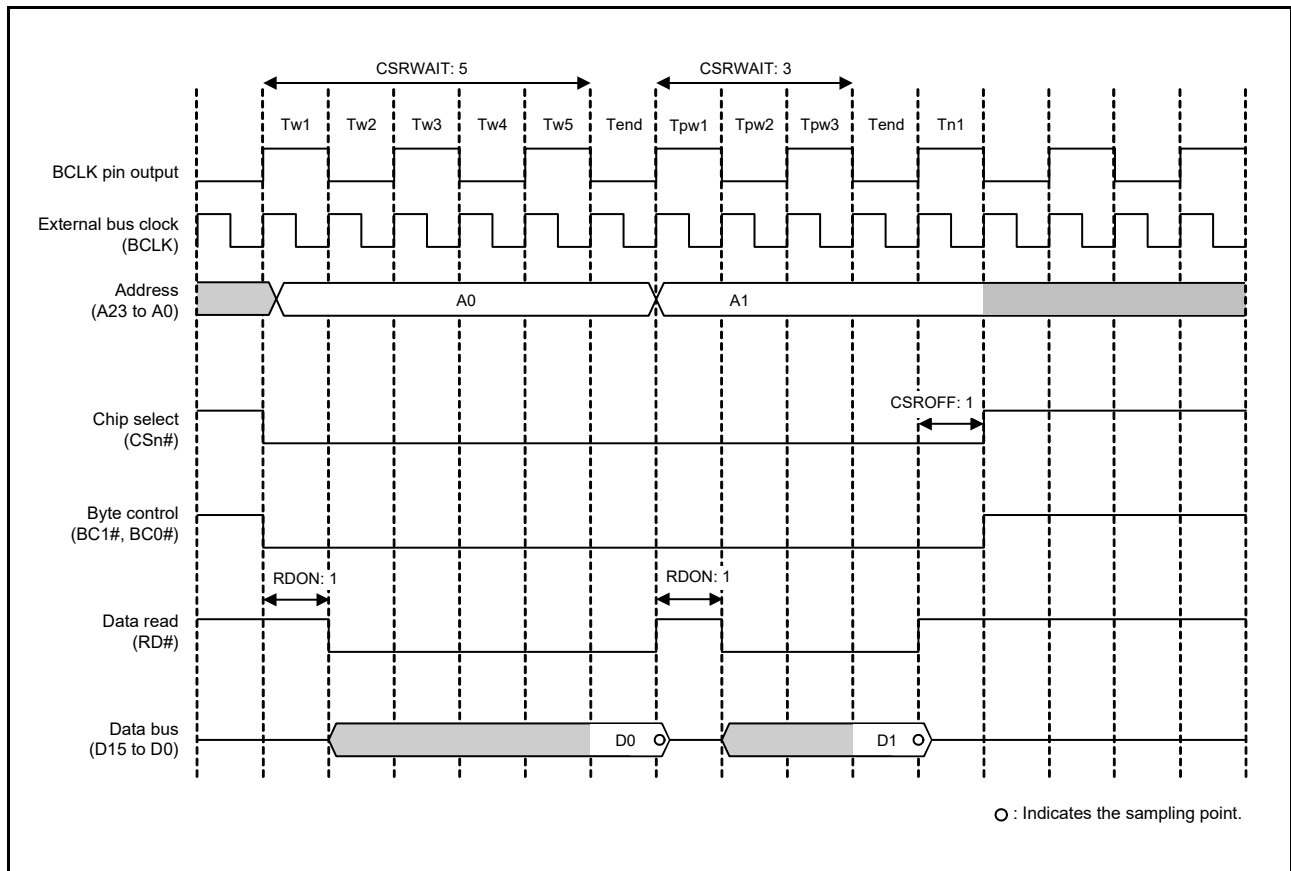 CSRWAIT: 5 CSRWAIT: 3
Tw1 Tw2 Tw3 Tw4 Tw5 Tend Tpw1 Tpw2 Tpw3 Tend Tn1
BCLK pin output
External bus clock
(BCLK)
Address
(A23 to A0)
A0 A1
Chip select
(CSn#)
CSROFF: 1
Byte control
(BC1#, BC0#)
RDON: 1 RDON: 1
Data read
(RD#)
Data bus
(D15 to D0)
D0 D1
: Indicates the sampling point.